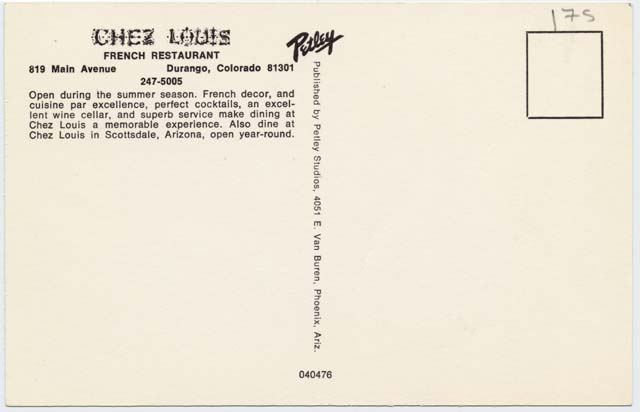 CHEZ LOUIS
FRENCH RESTAURANT
819 Main Avenue Durango, Colorado 81301
247-5005
Open during the summer season. French decor, and
cuisine par excellence, perfect cocktails, an excel-
lent wine cellar, and superb service make dining at
Chez Louis a memorable experience. Also dine at
Chez Louis in Scottsdale, Arizona, open year-round.
Petley
Published by Petley Studios, 4051 E. Van Buren, Phoenix, Ariz.
040476
175